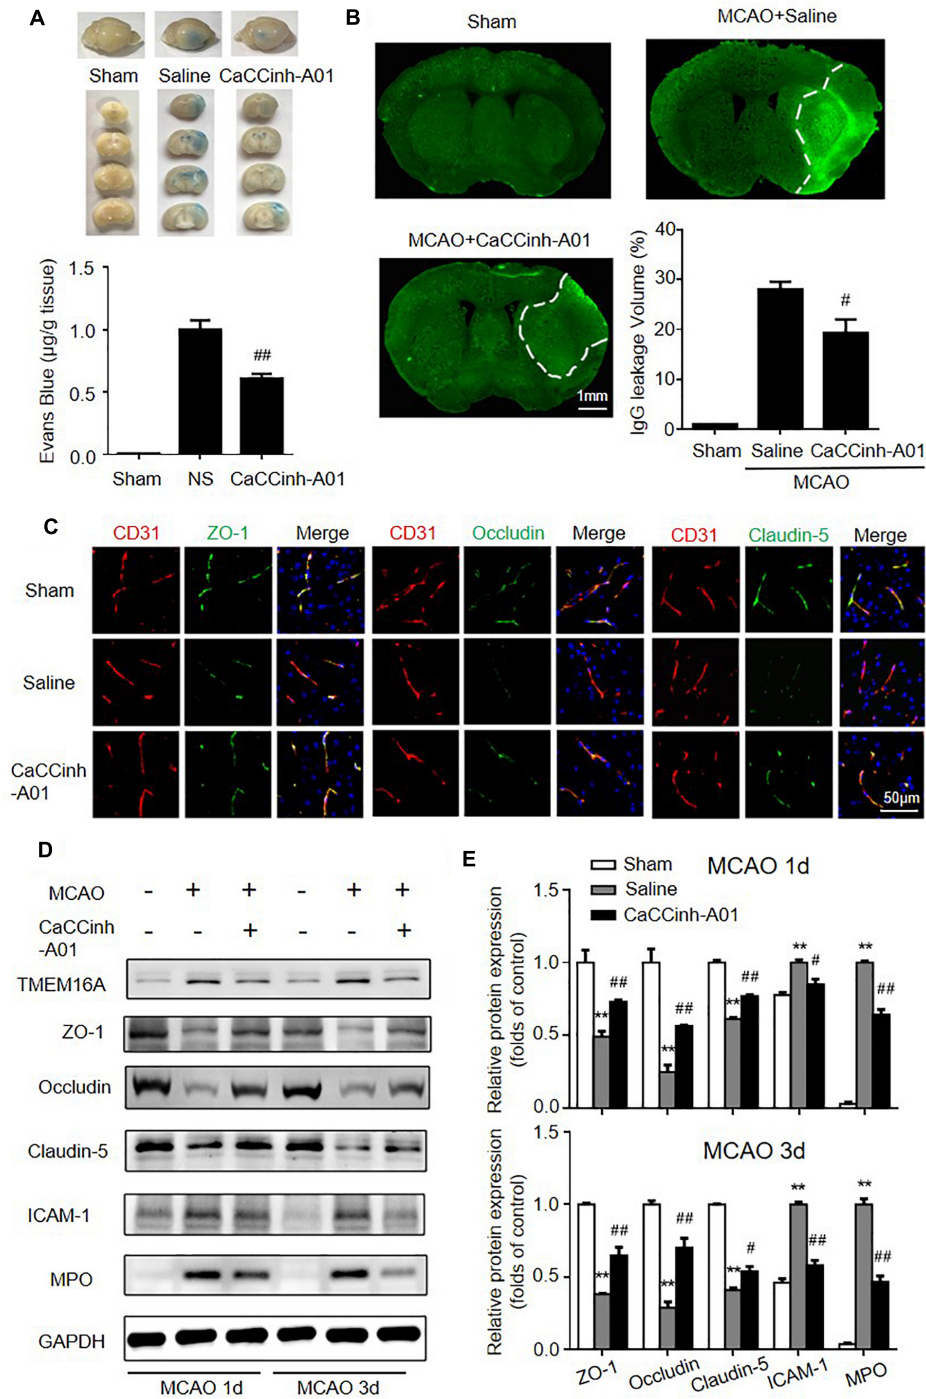 A
Sham
Saline
CaCCinh-A01
Evans Blue (µg/g tissue)
1.5
1.0
0.5
0.0
Sham
NS
CaCCinh-A01
##
B
Sham
MCAO+Saline
MCAO+CaCCinh-A01
1mm
IgG leakage Volume (%)
40
30
20
10
0
#
Sham
Saline
CaCCinh-A01
MCAO
C
CD31
ZO-1
Merge
CD31
Occludin
Merge
CD31
Claudin-5
Merge
Sham
Saline
CaCCinh
-A01
50µm
D
MCAO - + + - + +
CaCCinh
-A01
- - + - - +
TMEM16A
ZO-1
Occludin
Claudin-5
ICAM-1
MPO
GAPDH
MCAO 1d
MCAO 3d
E
Sham
Saline
CaCCinh-A01
MCAO 1d
Relative protein expression
(folds of control)
1.5
1.0
0.5
0.0
** ## ** ## ** ## ** # ** ##
MCAO 3d
Relative protein expression
(folds of control)
1.5
1.0
0.5
0.0
** ## ** ## ** # ** ## ** ##
ZO-1
Occludin
Claudin-5
ICAM-1
MPO